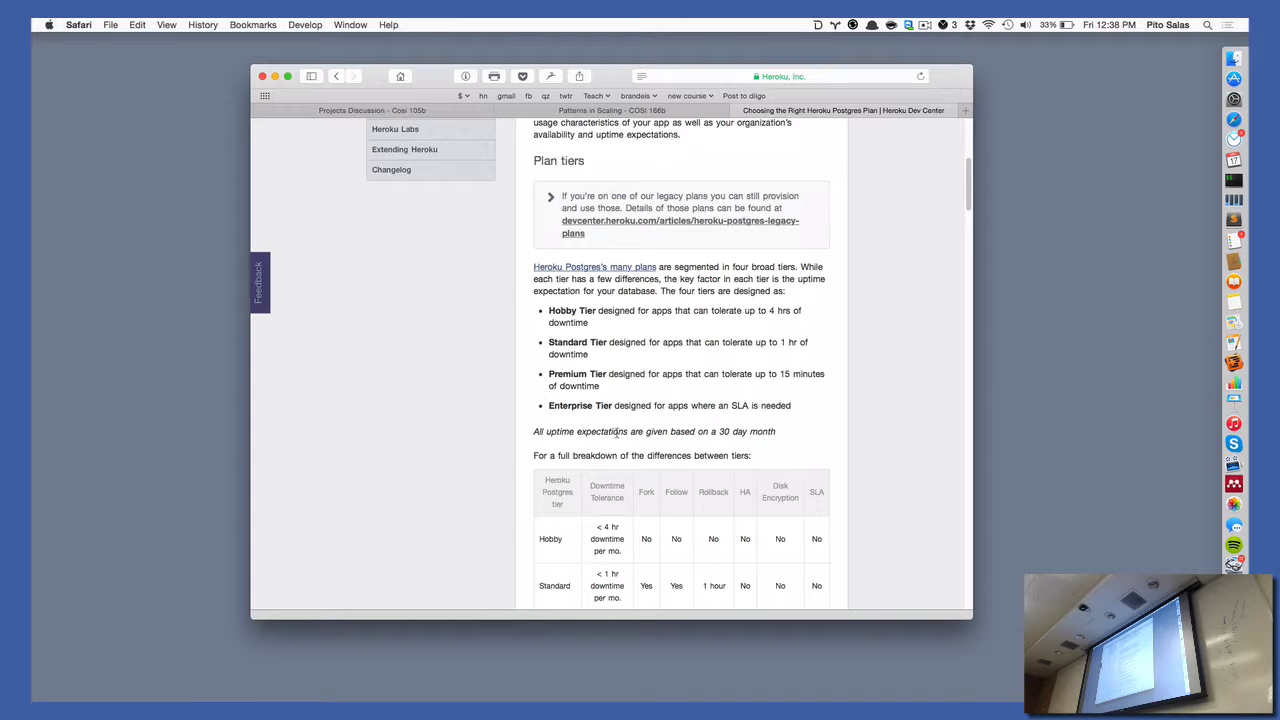 Safari File Edit View History Bookmarks Develop Window Help
3 33% Fri 12:38 PM Pito Salas
Heroku, Inc.
$ hn gmail fb qz twtr Teach brandeis new course Post to diigo
Projects Discussion - Cosi 105b
Patterns in Scaling - COSI 166b
Choosing the Right Heroku Postgres Plan | Heroku Dev Center
Heroku Labs
Extending Heroku
Changelog
Feedback
usage characteristics of your app as well as your organization's
availability and uptime expectations.
Plan tiers
If you're on one of our legacy plans you can still provision
and use those. Details of those plans can be found at
devcenter.heroku.com/articles/heroku-postgres-legacy-
plans
Heroku Postgres's many plans are segmented in four broad tiers. While
each tier has a few differences, the key factor in each tier is the uptime
expectation for your database. The four tiers are designed as:
• Hobby Tier designed for apps that can tolerate up to 4 hrs of
downtime
• Standard Tier designed for apps that can tolerate up to 1 hr of
downtime
• Premium Tier designed for apps that can tolerate up to 15 minutes
of downtime
• Enterprise Tier designed for apps where an SLA is needed
All uptime expectations are given based on a 30 day month
For a full breakdown of the differences between tiers:
Heroku
Postgres
tier
Downtime
Tolerance
Fork
Follow
Rollback
HA
Disk
Encryption
SLA
Hobby
< 4 hr
downtime
per mo.
No
No
No
No
No
No
Standard
< 1 hr
downtime
per mo.
Yes
Yes
1 hour
No
No
No